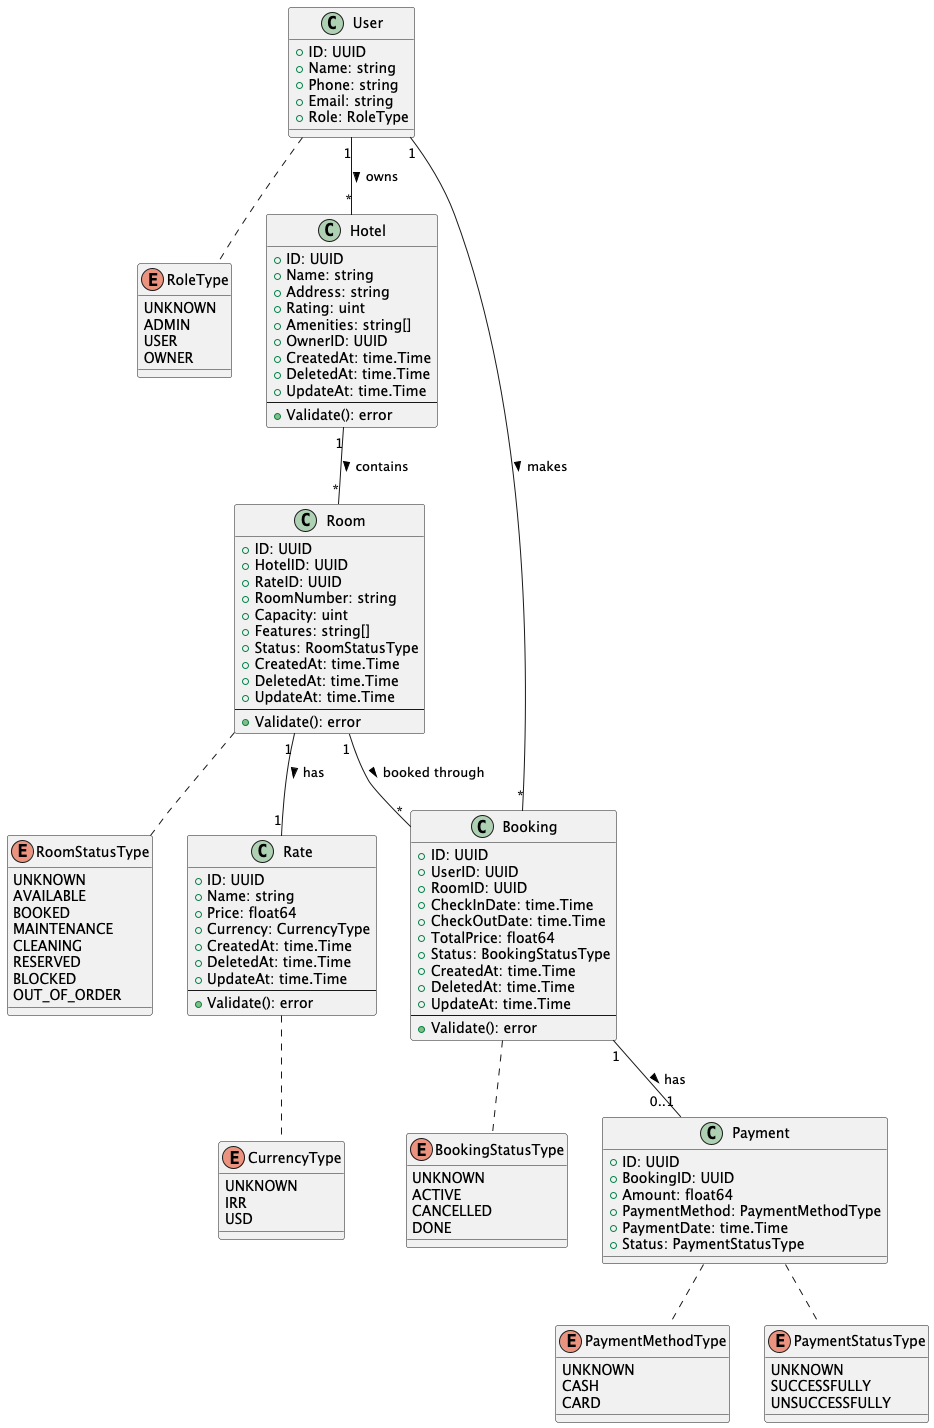 C User
ID: UUID
Name: string
Phone: string
Email: string
Role: RoleType
1
1
owns
*
E RoleType
UNKNOWN
ADMIN
USER
OWNER
C Hotel
ID: UUID
Name: string
Address: string
Rating: uint
Amenities: string[]
OwnerID: UUID
CreatedAt: time.Time
DeletedAt: time.Time
UpdateAt: time.Time
Validate(): error
1
contains
*
makes
*
C Room
ID: UUID
HotelID: UUID
RateID: UUID
RoomNumber: string
Capacity: uint
Features: string[]
Status: RoomStatusType
CreatedAt: time.Time
DeletedAt: time.Time
UpdateAt: time.Time
Validate(): error
1
has
1
1
booked through
*
E RoomStatusType
UNKNOWN
AVAILABLE
BOOKED
MAINTENANCE
CLEANING
RESERVED
BLOCKED
OUT_OF_ORDER
C Rate
ID: UUID
Name: string
Price: float64
Currency: CurrencyType
CreatedAt: time.Time
DeletedAt: time.Time
UpdateAt: time.Time
Validate(): error
C Booking
ID: UUID
UserID: UUID
RoomID: UUID
CheckInDate: time.Time
CheckOutDate: time.Time
TotalPrice: float64
Status: BookingStatusType
CreatedAt: time.Time
DeletedAt: time.Time
UpdateAt: time.Time
Validate(): error
1
has
0..1
E CurrencyType
UNKNOWN
IRR
USD
E BookingStatusType
UNKNOWN
ACTIVE
CANCELLED
DONE
C Payment
ID: UUID
BookingID: UUID
Amount: float64
PaymentMethod: PaymentMethodType
PaymentDate: time.Time
Status: PaymentStatusType
E PaymentMethodType
UNKNOWN
CASH
CARD
E PaymentStatusType
UNKNOWN
SUCCESSFULLY
UNSUCCESSFULLY